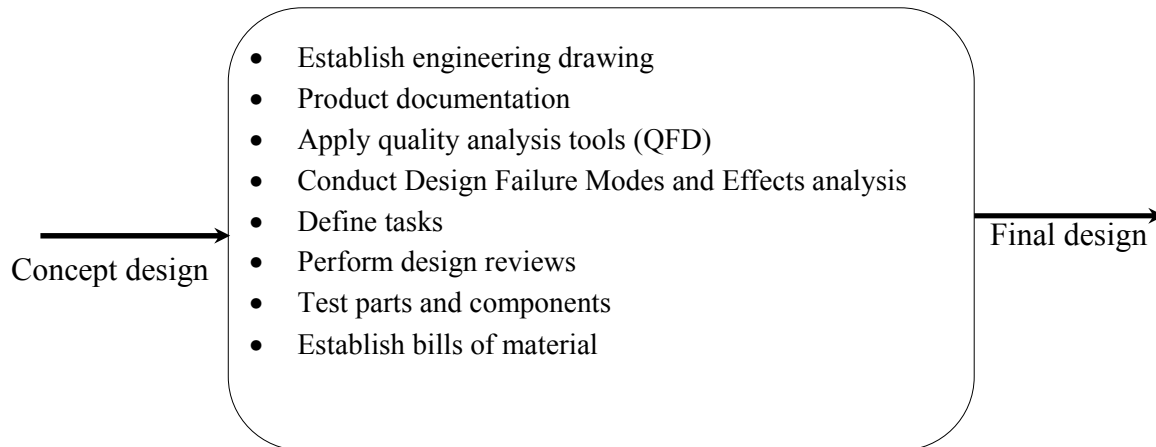 • Establish engineering drawing
• Product documentation
• Apply quality analysis tools (QFD)
• Conduct Design Failure Modes and Effects analysis
• Define tasks
• Perform design reviews
• Test parts and components
• Establish bills of material
Concept design
Final design